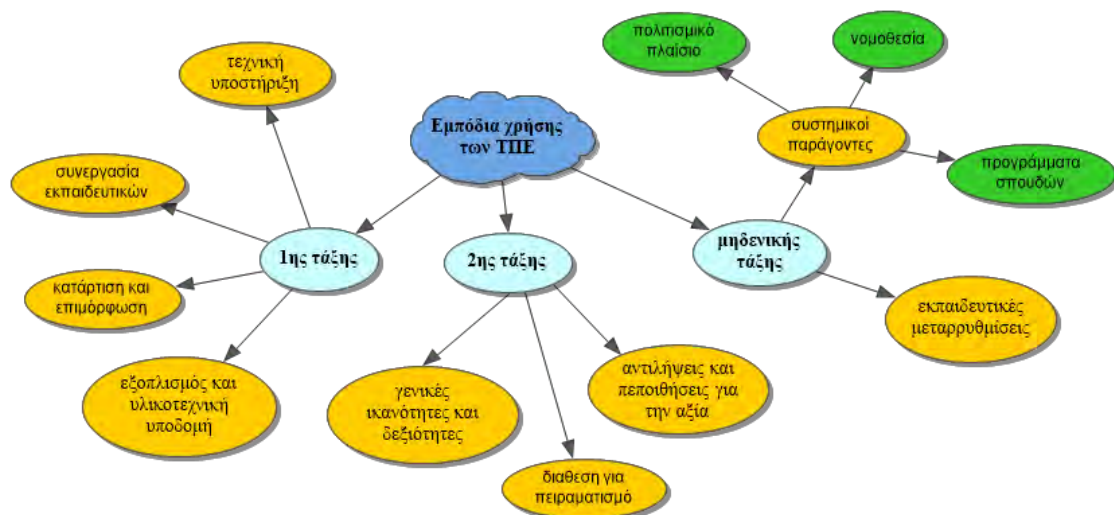 Εμπόδια χρήσης
των ΤΠΕ
1ης τάξης
τεχνική
υποστήριξη
συνεργασία
εκπαιδευτικών
κατάρτιση και
επιμόρφωση
εξοπλισμός και
υλικοτεχνική
υποδομή
2ης τάξης
γενικές
ικανότητες και
δεξιότητες
διαθεση για
πειραματισμό
αντιλήψεις και
πεποιθήσεις για
την αξία
μηδενικής
τάξης
συστημικοί
παράγοντες
πολιτισμικό
πλαίσιο
νομοθεσία
προγράμματα
σπουδών
εκπαιδευτικές
μεταρρυθμίσεις